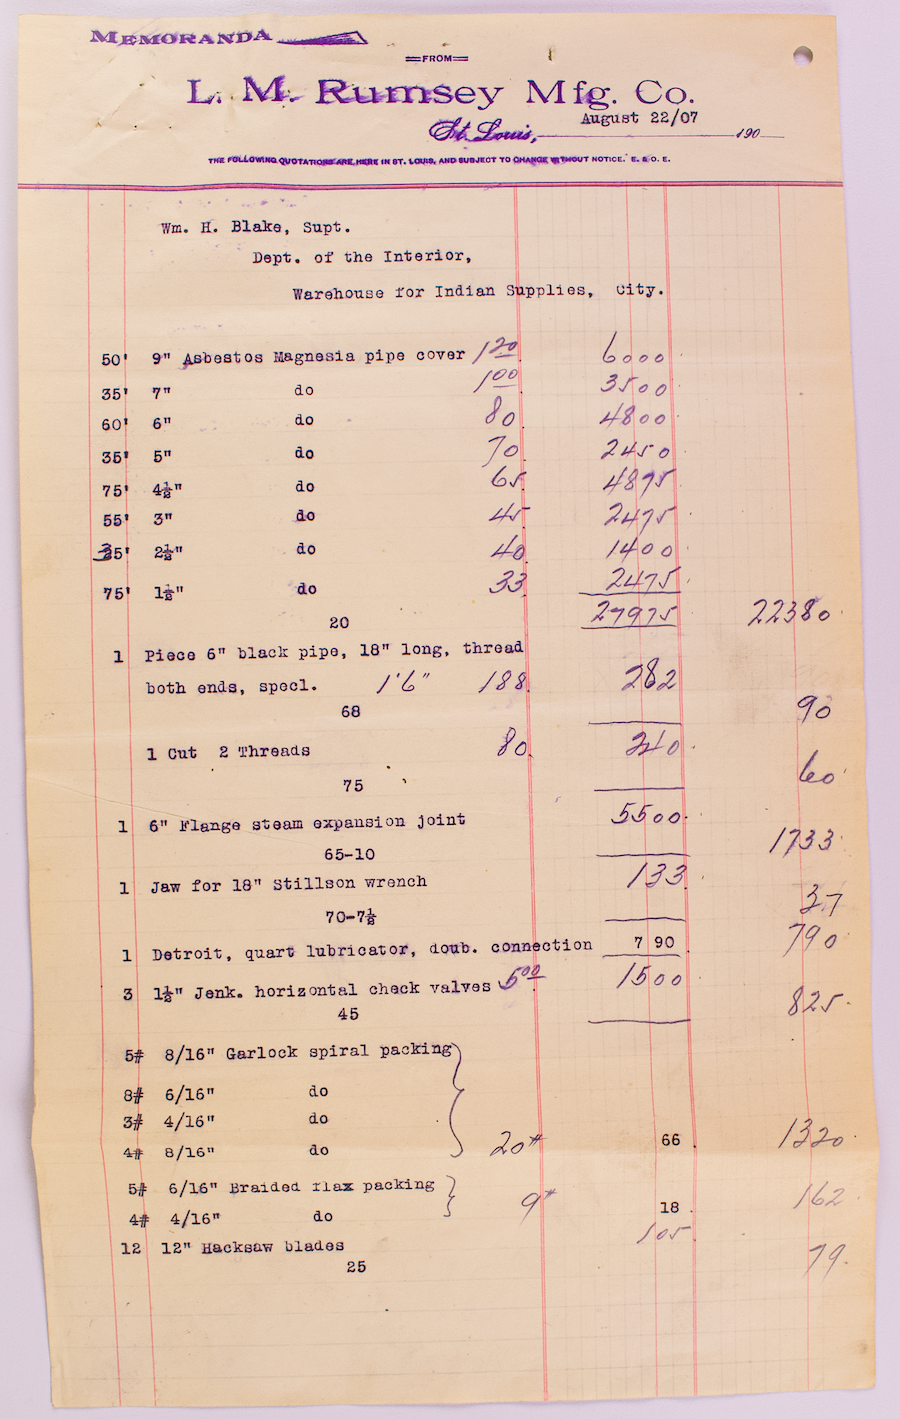 MEMORANDA
FROM
L. M. Rumsey Mfg. Co.
August 22/07
St. Louis, 190
THE FOLLOWING QUOTATIONS ARE HERE IN ST. LOUIS, AND SUBJECT TO CHANGE WITHOUT NOTICE. E. & O. E.
Wm. H. Blake, Supt.
Dept. of the Interior,
Warehouse for Indian Supplies, City.
50' 9" Asbestos Magnesia pipe cover 1 20 6000
35' 7" do 1 00 3500
60' 6" do 80 4800
35' 5" do 70 2450
75' 4½" do 65 4875
55' 3" do 45 2475
35' 2½" do 40 1400
75' 1½" do 33 2475
20 27975 22380
1 Piece 6" black pipe, 18" long, thread
both ends, specl. 1'6" 188 282
68 90
1 Cut 2 Threads 80 240
75 60
1 6" Flange steam expansion joint 5500
65-10 1733
1 Jaw for 18" Stillson wrench 133
70-7½ 37
1 Detroit, quart lubricator, doub. connection 7 90 790
3 1½" Jenk. horizontal check valves 5 00 1500
45 825
5# 8/16" Garlock spiral packing
8# 6/16" do
3# 4/16" do
4# 8/16" do 20# 66 1320
5# 6/16" Braided flax packing
4# 4/16" do 9# 18 162
12 12" Hacksaw blades 105
25 79